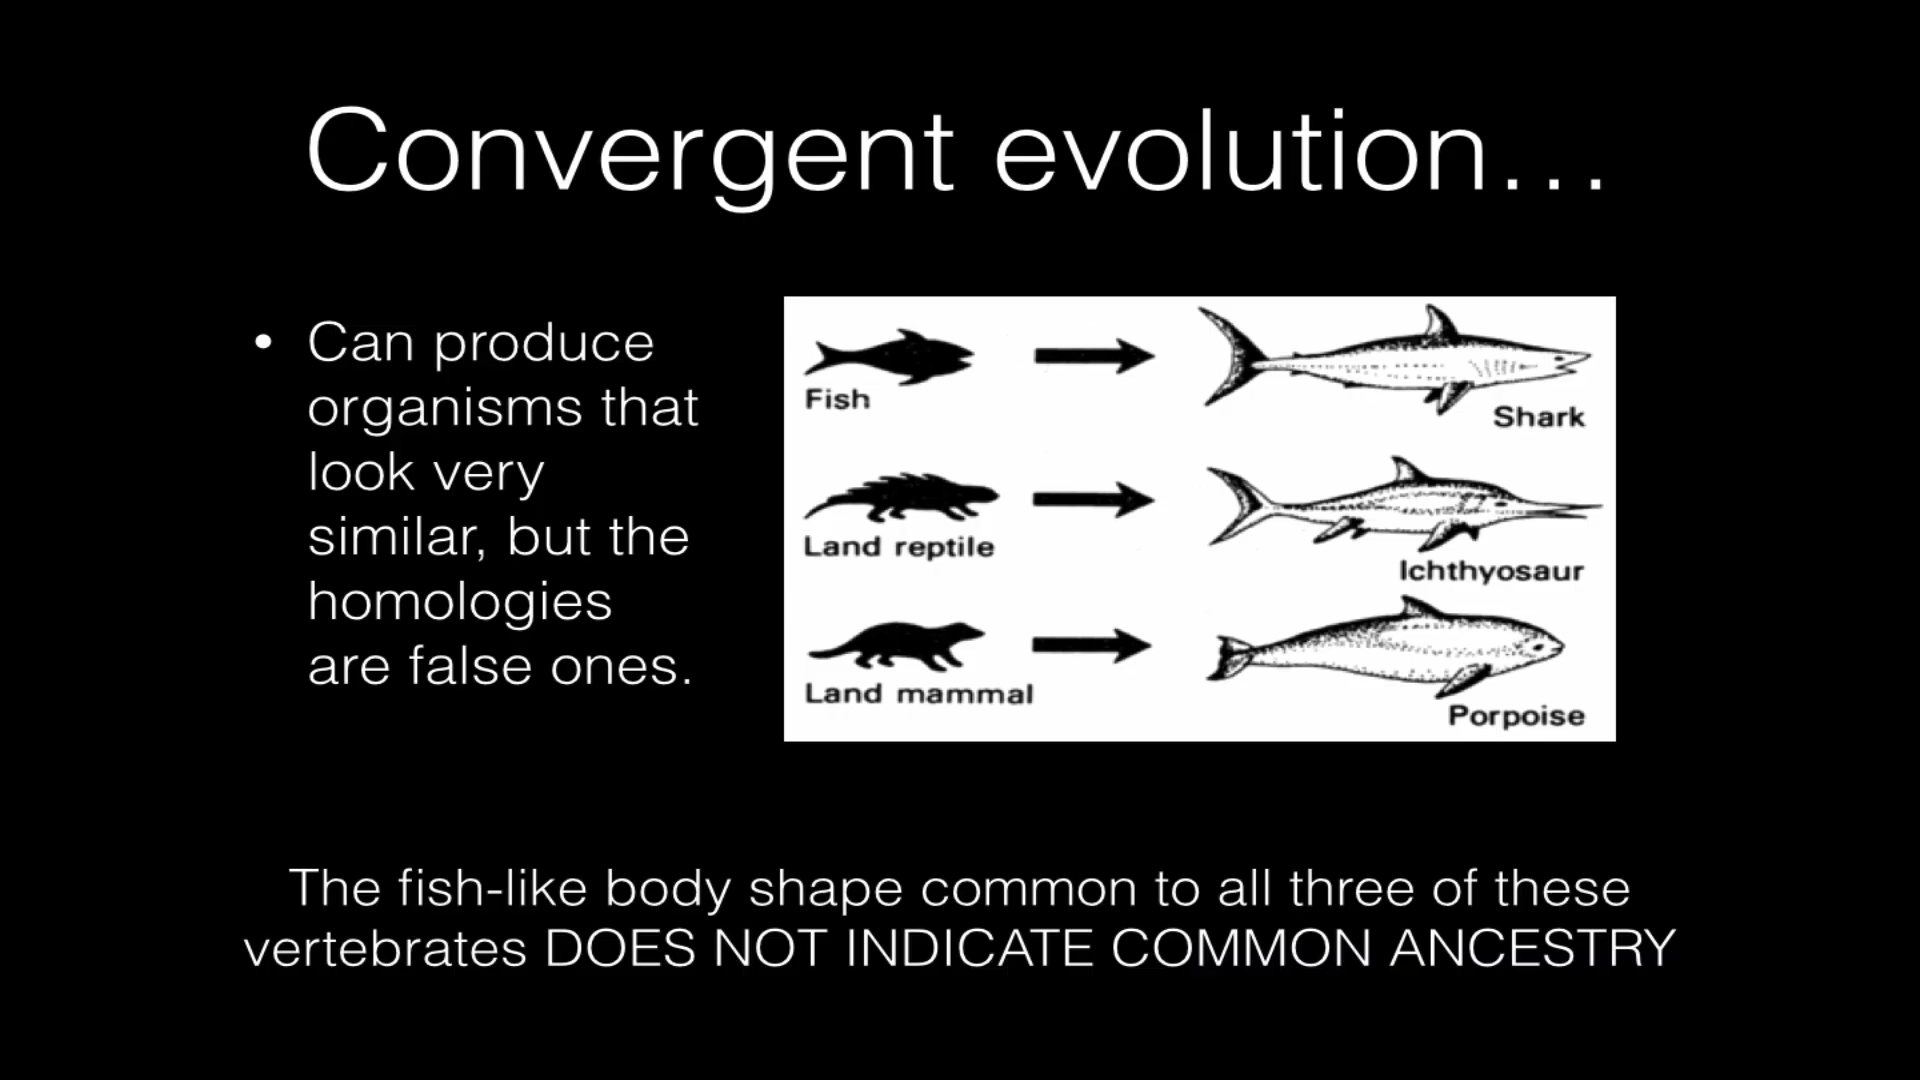 Convergent evolution...
• Can produce
organisms that
look very
similar, but the
homologies
are false ones.
Fish
Shark
Land reptile
Ichthyosaur
Land mammal
Porpoise
The fish-like body shape common to all three of these
vertebrates DOES NOT INDICATE COMMON ANCESTRY